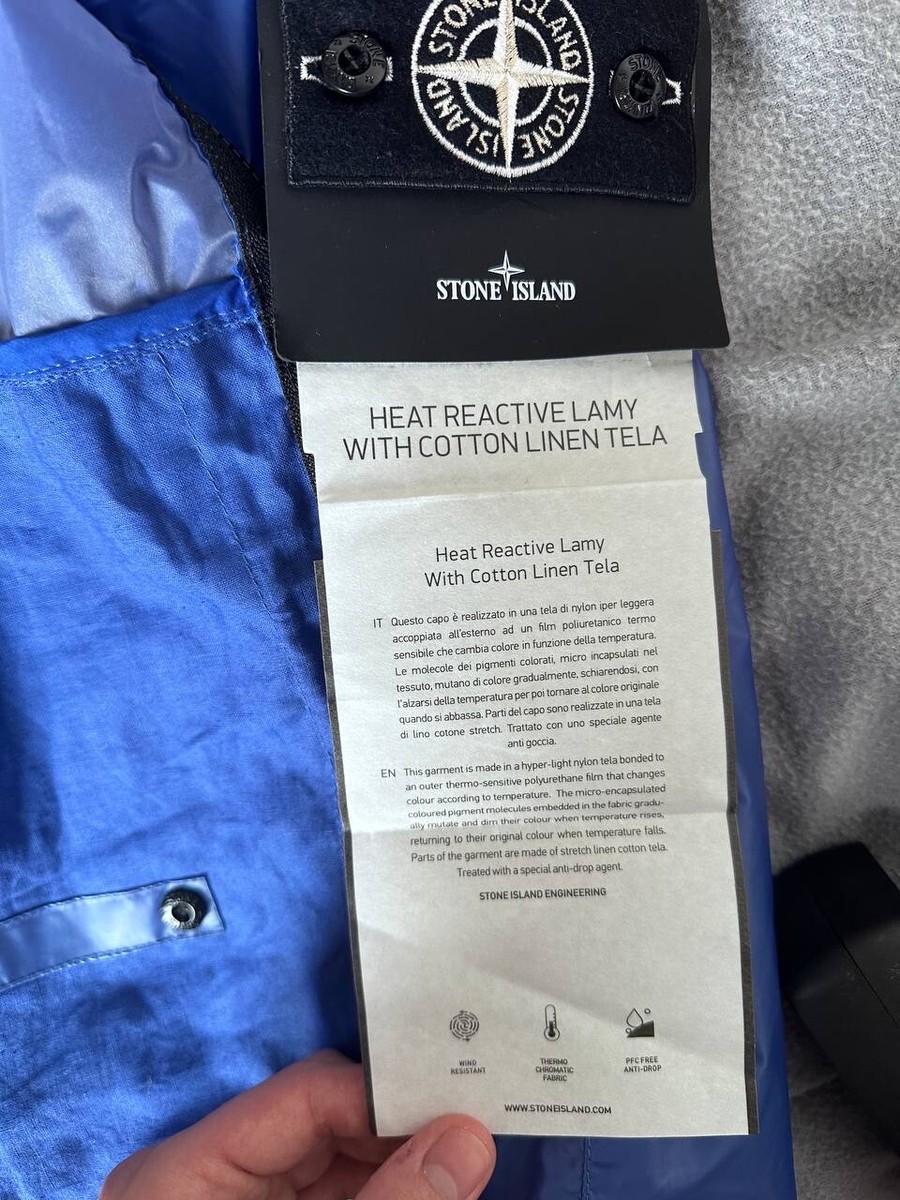 STONE ISLAND
STONE ISLAND
STONE ISLAND
HEAT REACTIVE LAMY
WITH COTTON LINEN TELA
Heat Reactive Lamy
With Cotton Linen Tela
IT Questo capo è realizzato in una tela di nylon iper leggera
accoppiata all'esterno ad un film poliuretanico termo
sensibile che cambia colore in funzione della temperatura.
Le molecole dei pigmenti colorati, micro incapsulati nel
tessuto, mutano di colore gradualmente, schiarendosi, con
l'alzarsi della temperatura per poi tornare al colore originale
quando si abbassa. Parti del capo sono realizzate in una tela
di lino cotone stretch. Trattato con uno speciale agente
anti goccia.
EN This garment is made in a hyper-light nylon tela bonded to
an outer thermo-sensitive polyurethane film that changes
colour according to temperature. The micro-encapsulated
coloured pigment molecules embedded in the fabric gradu-
ally mutate and dim their colour when temperature rises,
returning to their original colour when temperature falls.
Parts of the garment are made of stretch linen cotton tela.
Treated with a special anti-drop agent.
STONE ISLAND ENGINEERING
WIND
RESISTANT
THERMO
CHROMATIC
FABRIC
PFC FREE
ANTI-DROP
WWW.STONEISLAND.COM